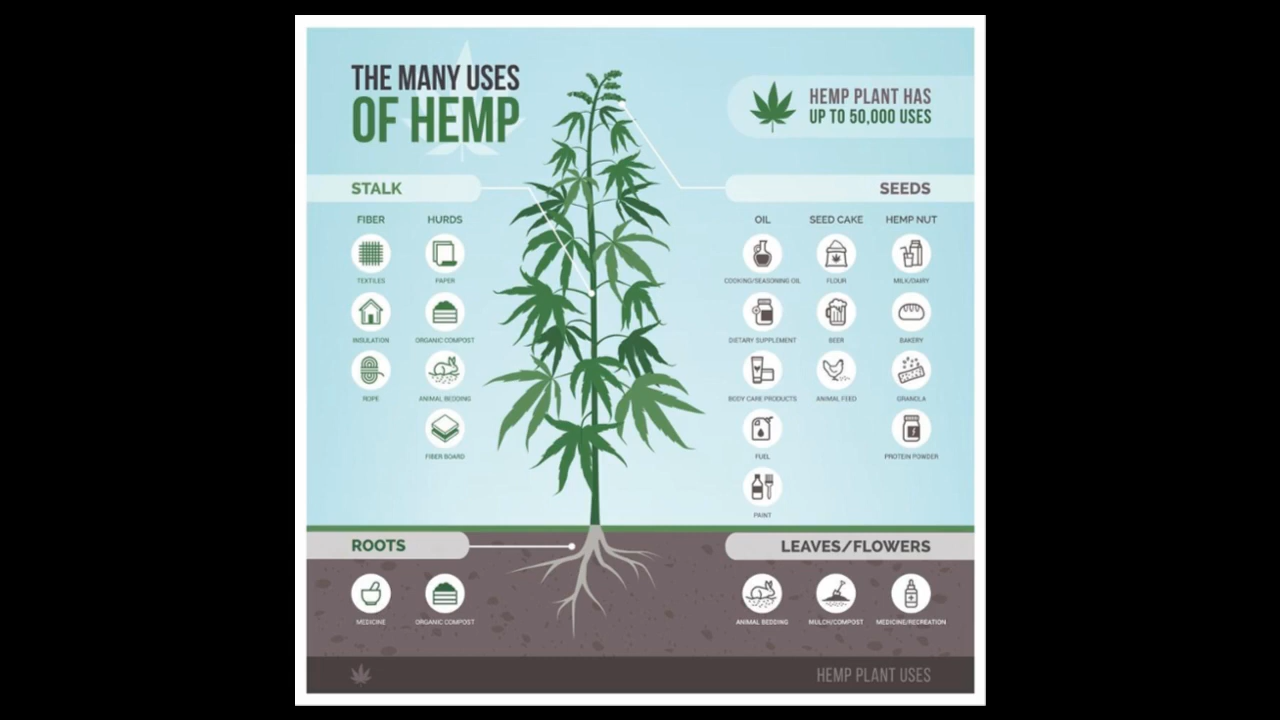 THE MANY USES
OF HEMP
HEMP PLANT HAS
UP TO 50,000 USES
STALK
FIBER
HURDS
TEXTILES
PAPER
INSULATION
ORGANIC COMPOST
ROPE
ANIMAL BEDDING
FIBER BOARD
SEEDS
OIL
SEED CAKE
HEMP NUT
COOKING/SEASONING OIL
FLOUR
MILK/DAIRY
DIETARY SUPPLEMENT
BEER
BAKERY
BODY CARE PRODUCTS
ANIMAL FEED
GRANOLA
FUEL
PROTEIN POWDER
PAINT
ROOTS
MEDICINE
ORGANIC COMPOST
LEAVES/FLOWERS
ANIMAL BEDDING
MULCH/COMPOST
MEDICINE/RECREATION
HEMP PLANT USES